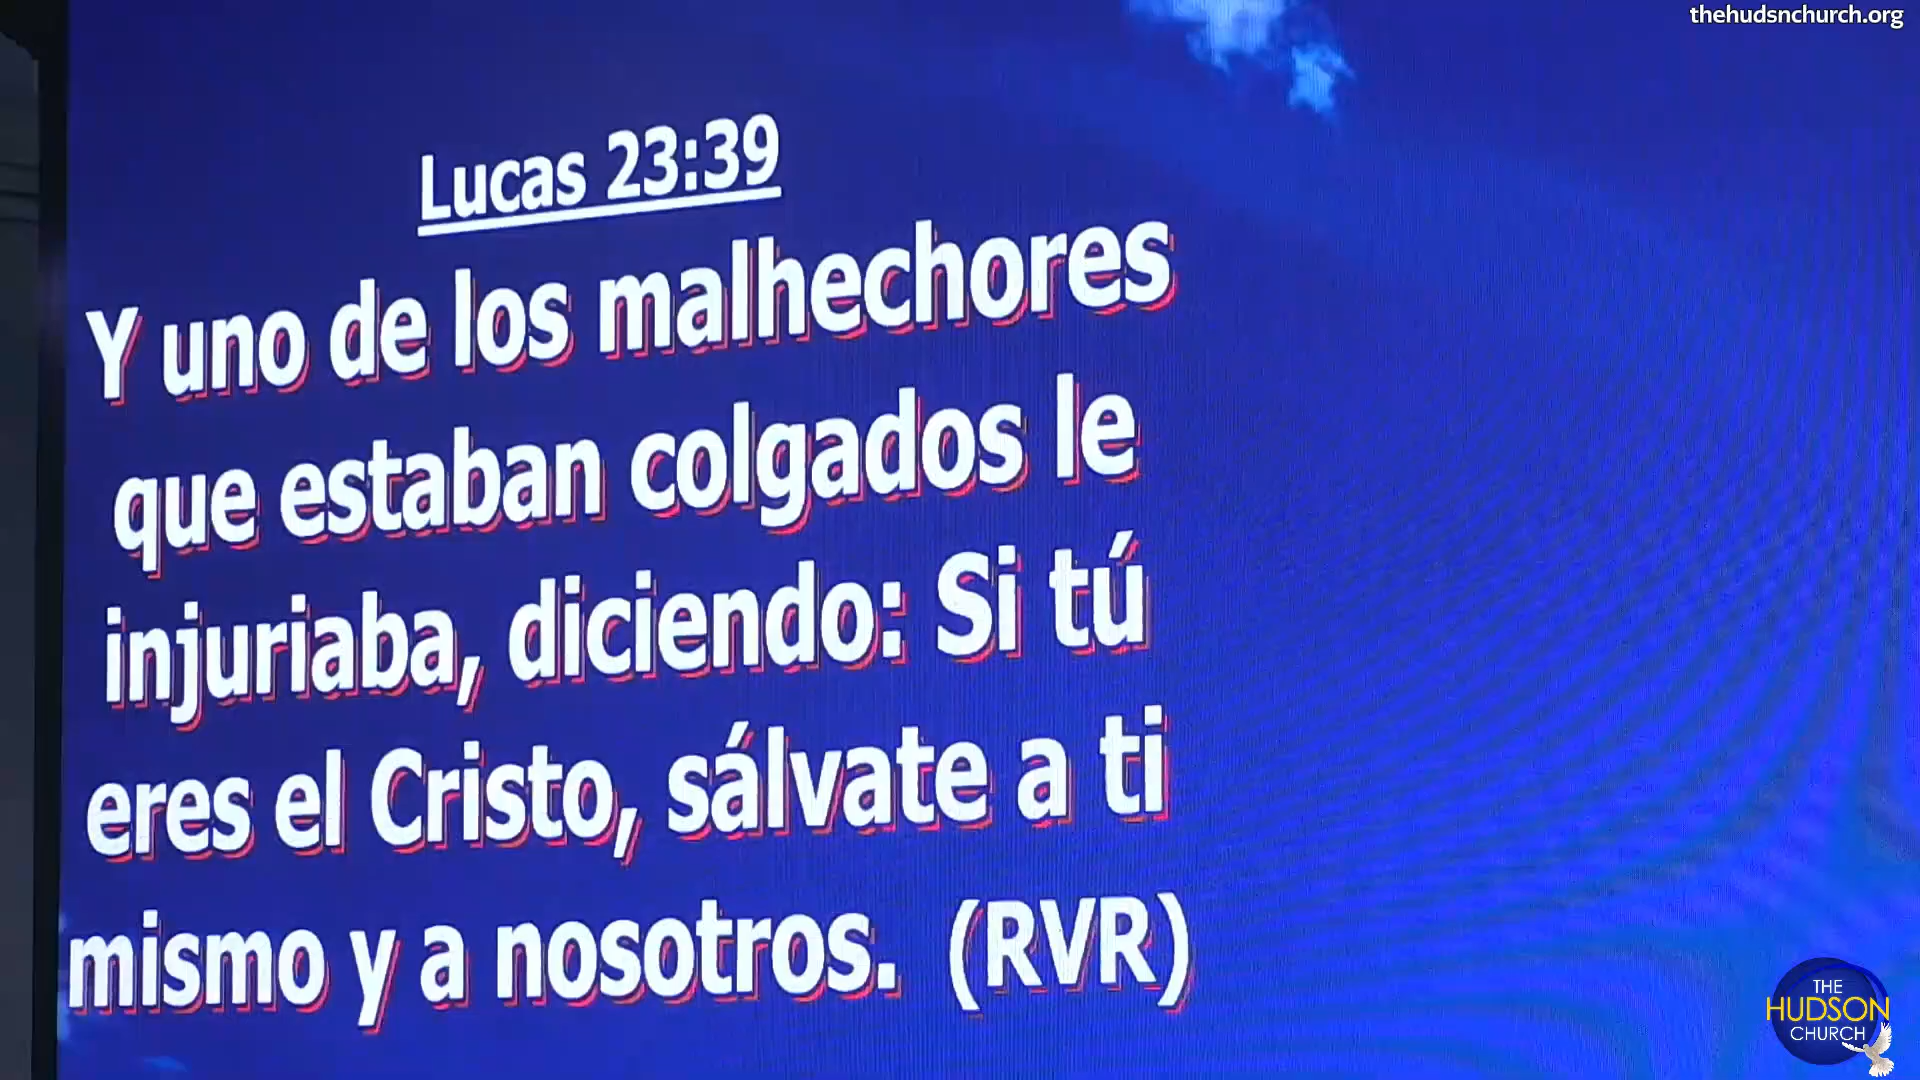 thehudsnchurch.org
Lucas 23:39
Y uno de los malhechores
que estaban colgados le
injuriaba, diciendo: Si tú
eres el Cristo, sálvate a ti
mismo y a nosotros. (RVR)
THE
HUDSON
CHURCH